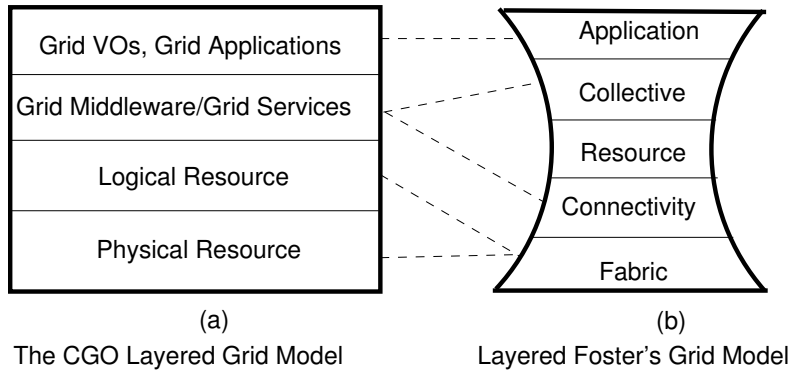 Grid VOs, Grid Applications
Grid Middleware/Grid Services
Logical Resource
Physical Resource
(a)
The CGO Layered Grid Model
Application
Collective
Resource
Connectivity
Fabric
(b)
Layered Foster's Grid Model